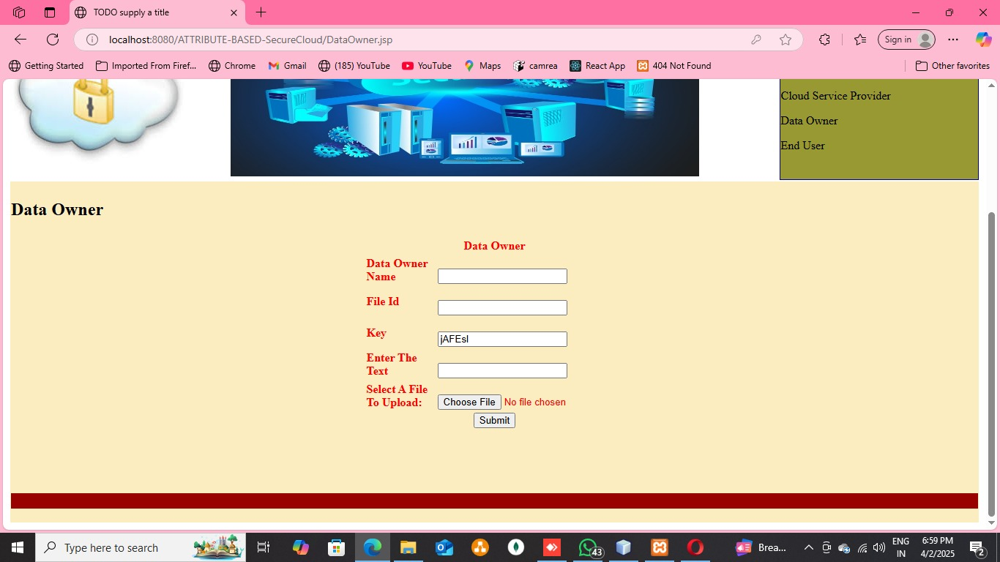 TODO supply a title
localhost:8080/ATTRIBUTE-BASED-SecureCloud/DataOwner.jsp
Sign in
Getting Started
Imported From Firef...
Chrome
Gmail
(185) YouTube
YouTube
Maps
camrea
React App
404 Not Found
Other favorites
Cloud Service Provider
Data Owner
End User
Data Owner
Data Owner
Data Owner
Name
File Id
Key
Enter The
Text
Select A File
To Upload:
Choose File No file chosen
Submit
Type here to search
43
Brea...
ENG
IN
6:59 PM
4/2/2025
2